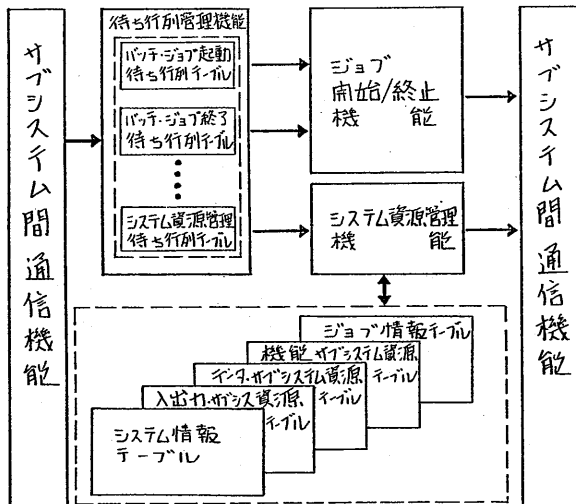 サブシステム間通信機能
待ち行列管理機能
バッチ・ジョブ起動
待ち行列テーブル
バッチ・ジョブ終了
待ち行列テーブル
システム資源管理
待ち行列テーブル
ジョブ
開始/終止
機能
システム資源管理
機能
サブシステム間通信機能
ジョブ情報テーブル
機能サブシステム資源
テーブル
データ・サブシステム資源
テーブル
入出力・サブシス資源
テーブル
システム情報
テーブル